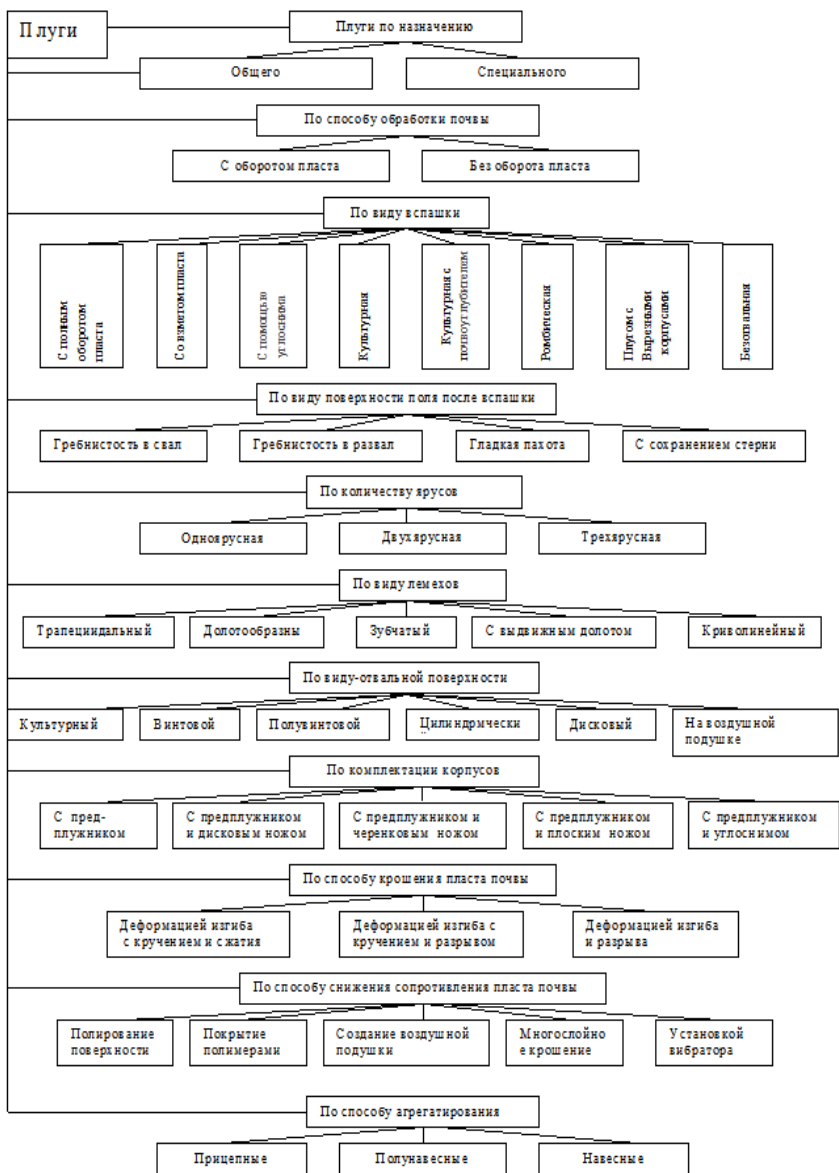 Плуги
Плуги по назначению
Общего
Специального
По способу обработки почвы
С оборотом пласта
Без оборота пласта
По виду вспашки
С полным
оборотом
пласта
Со взметом пласта
С помощью
углоснима
Культурная
Культурная с
почвоуглубителем
Ромбическая
Плугом с
Вырезными
корпусами
Безотвальная
По виду поверхности поля после вспашки
Гребнистость в свал
Гребнистость в развал
Гладкая пахота
С сохранением стерни
По количеству ярусов
Одноярусная
Двухярусная
Трехярусная
По виду лемехов
Трапециидальный
Долотообразны
Зубчатый
С выдвижным долотом
Криволинейный
По виду-отвальной поверхности
Культурный
Винтовой
Полувинтовой
Цилиндрмчески
Дисковый
На воздушной
подушке
По комплектации корпусов
С пред-
плужником
С предплужником
и дисковым ножом
С предплужником и
черенковым ножом
С предплужником
и плоским ножом
С предплужником
и углоснимом
По способу крошения пласта почвы
Деформацией изгиба
с кручением и сжатия
Деформацией изгиба с
кручением и разрывом
Деформацией изгиба
и разрыва
По способу снижения сопротивления пласта почвы
Полирование
поверхности
Покрытие
полимерами
Создание воздушной
подушки
Многослойно
е крошение
Установкой
вибратора
По способу агрегатирования
Прицепные
Полунавесные
Навесные